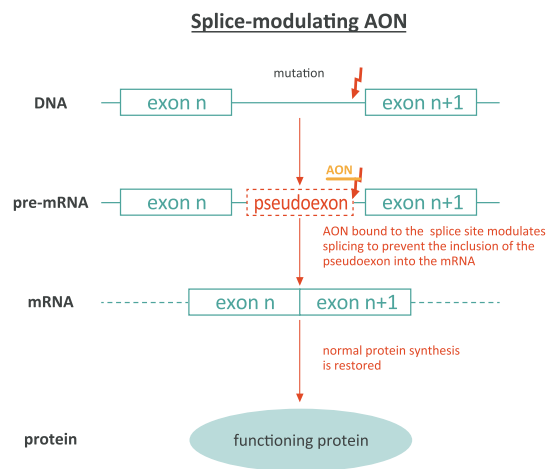 Splice-modulating AON
mutation
DNA
exon n
exon n+1
AON
pre-mRNA
exon n
pseudoexon
exon n+1
AON bound to the  splice site modulates
splicing to prevent the inclusion of the
pseudoexon into the mRNA
mRNA
exon n
exon n+1
normal protein synthesis
is restored
protein
functioning protein